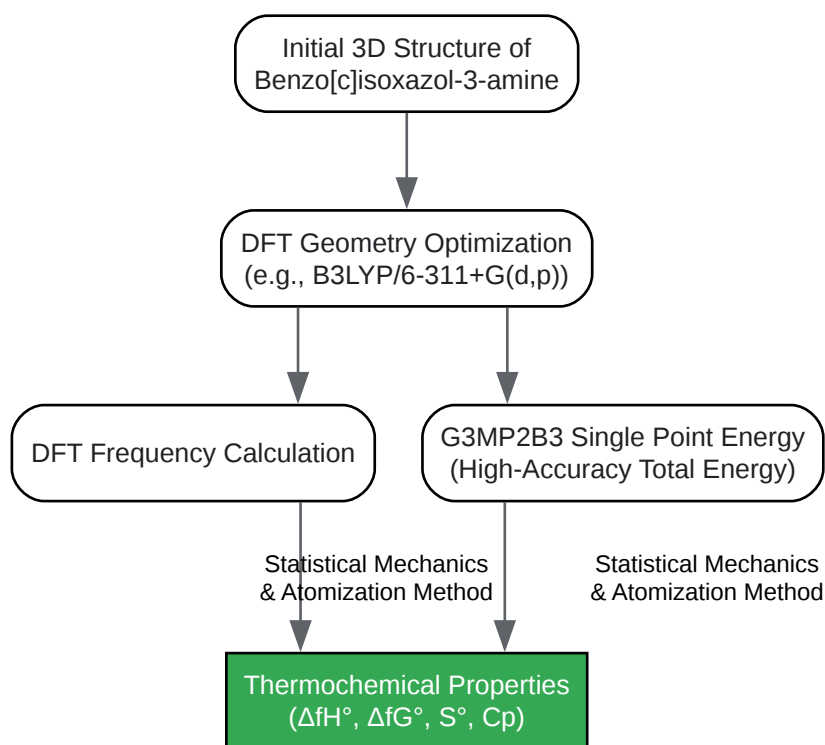 Initial 3D Structure of
Benzo[c]isoxazol-3-amine
DFT Geometry Optimization
(e.g., B3LYP/6-311+G(d,p))
DFT Frequency Calculation
G3MP2B3 Single Point Energy
(High-Accuracy Total Energy)
Statistical Mechanics
& Atomization Method
Statistical Mechanics
& Atomization Method
Thermochemical Properties
(ΔfH°, ΔfG°, S°, Cp)